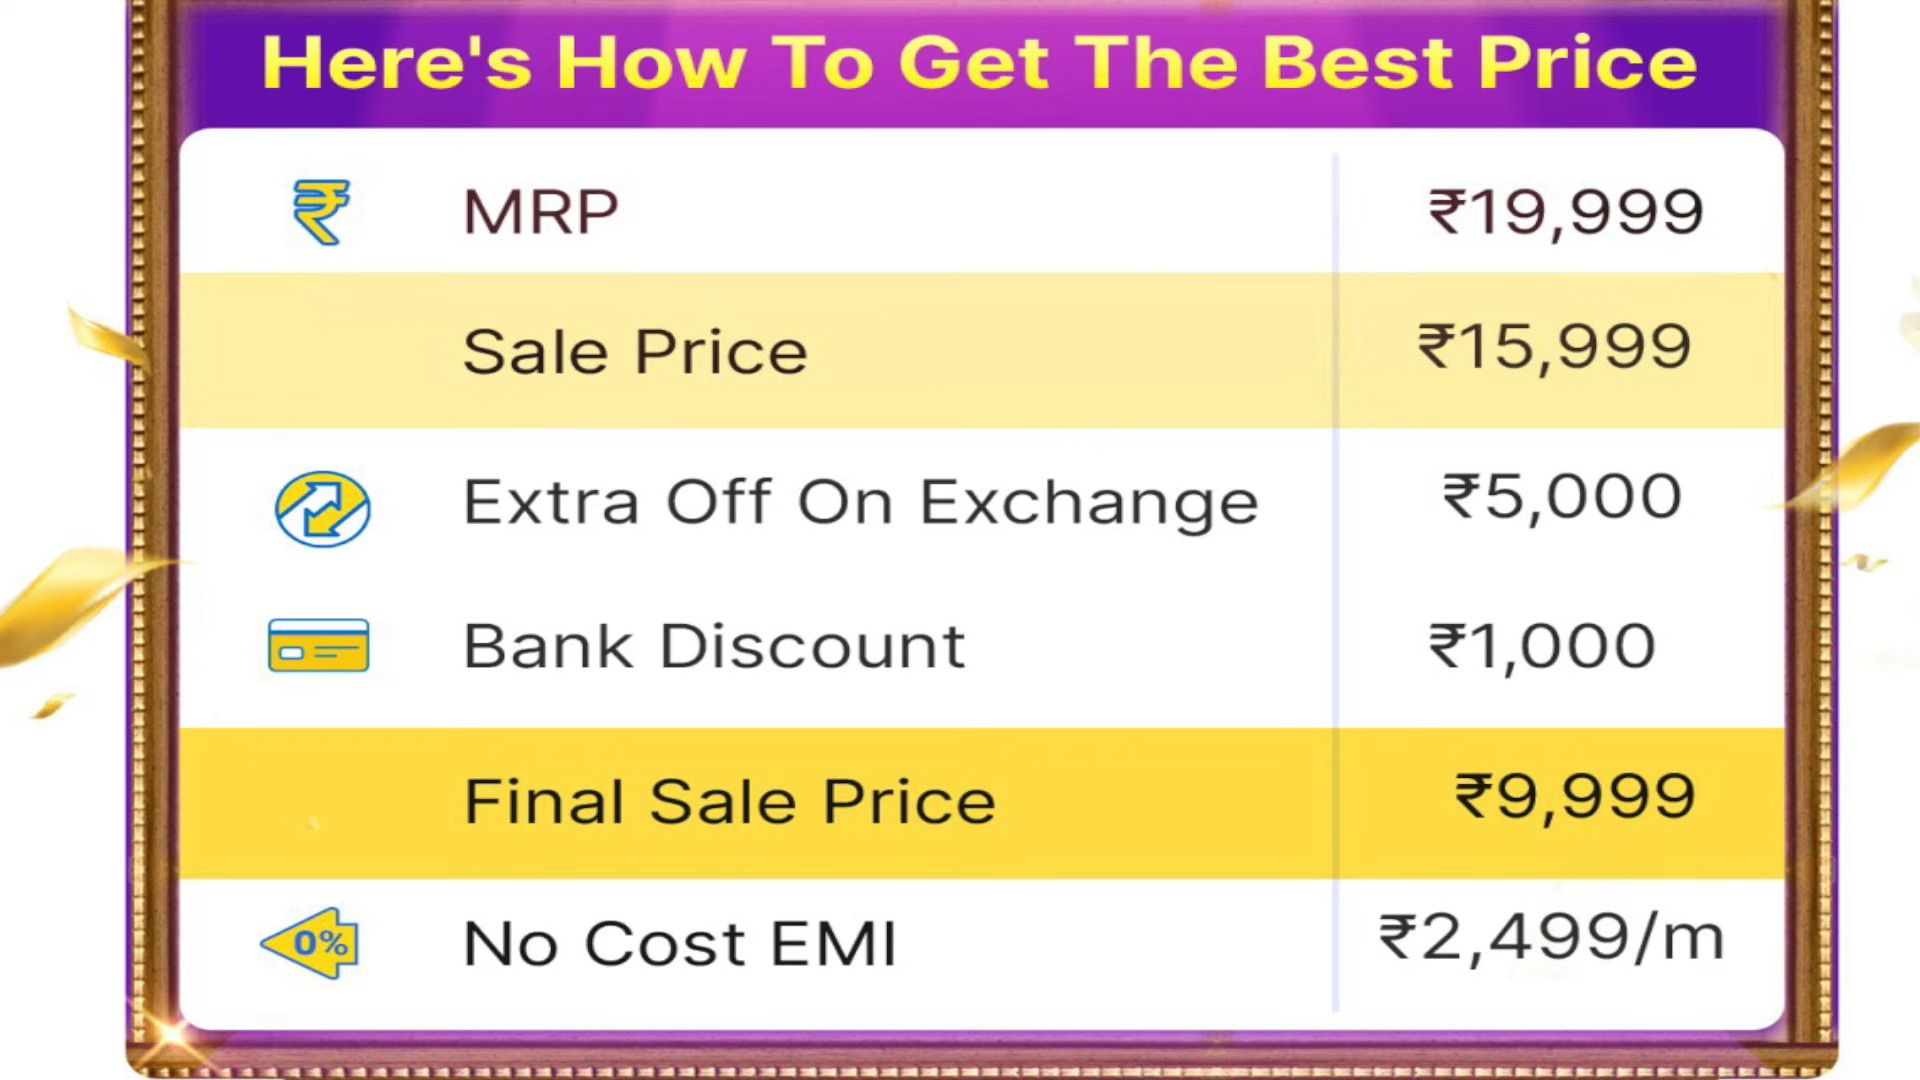 Here's How To Get The Best Price
MRP ₹19,999
Sale Price ₹15,999
Extra Off On Exchange ₹5,000
Bank Discount ₹1,000
Final Sale Price ₹9,999
0% No Cost EMI ₹2,499/m